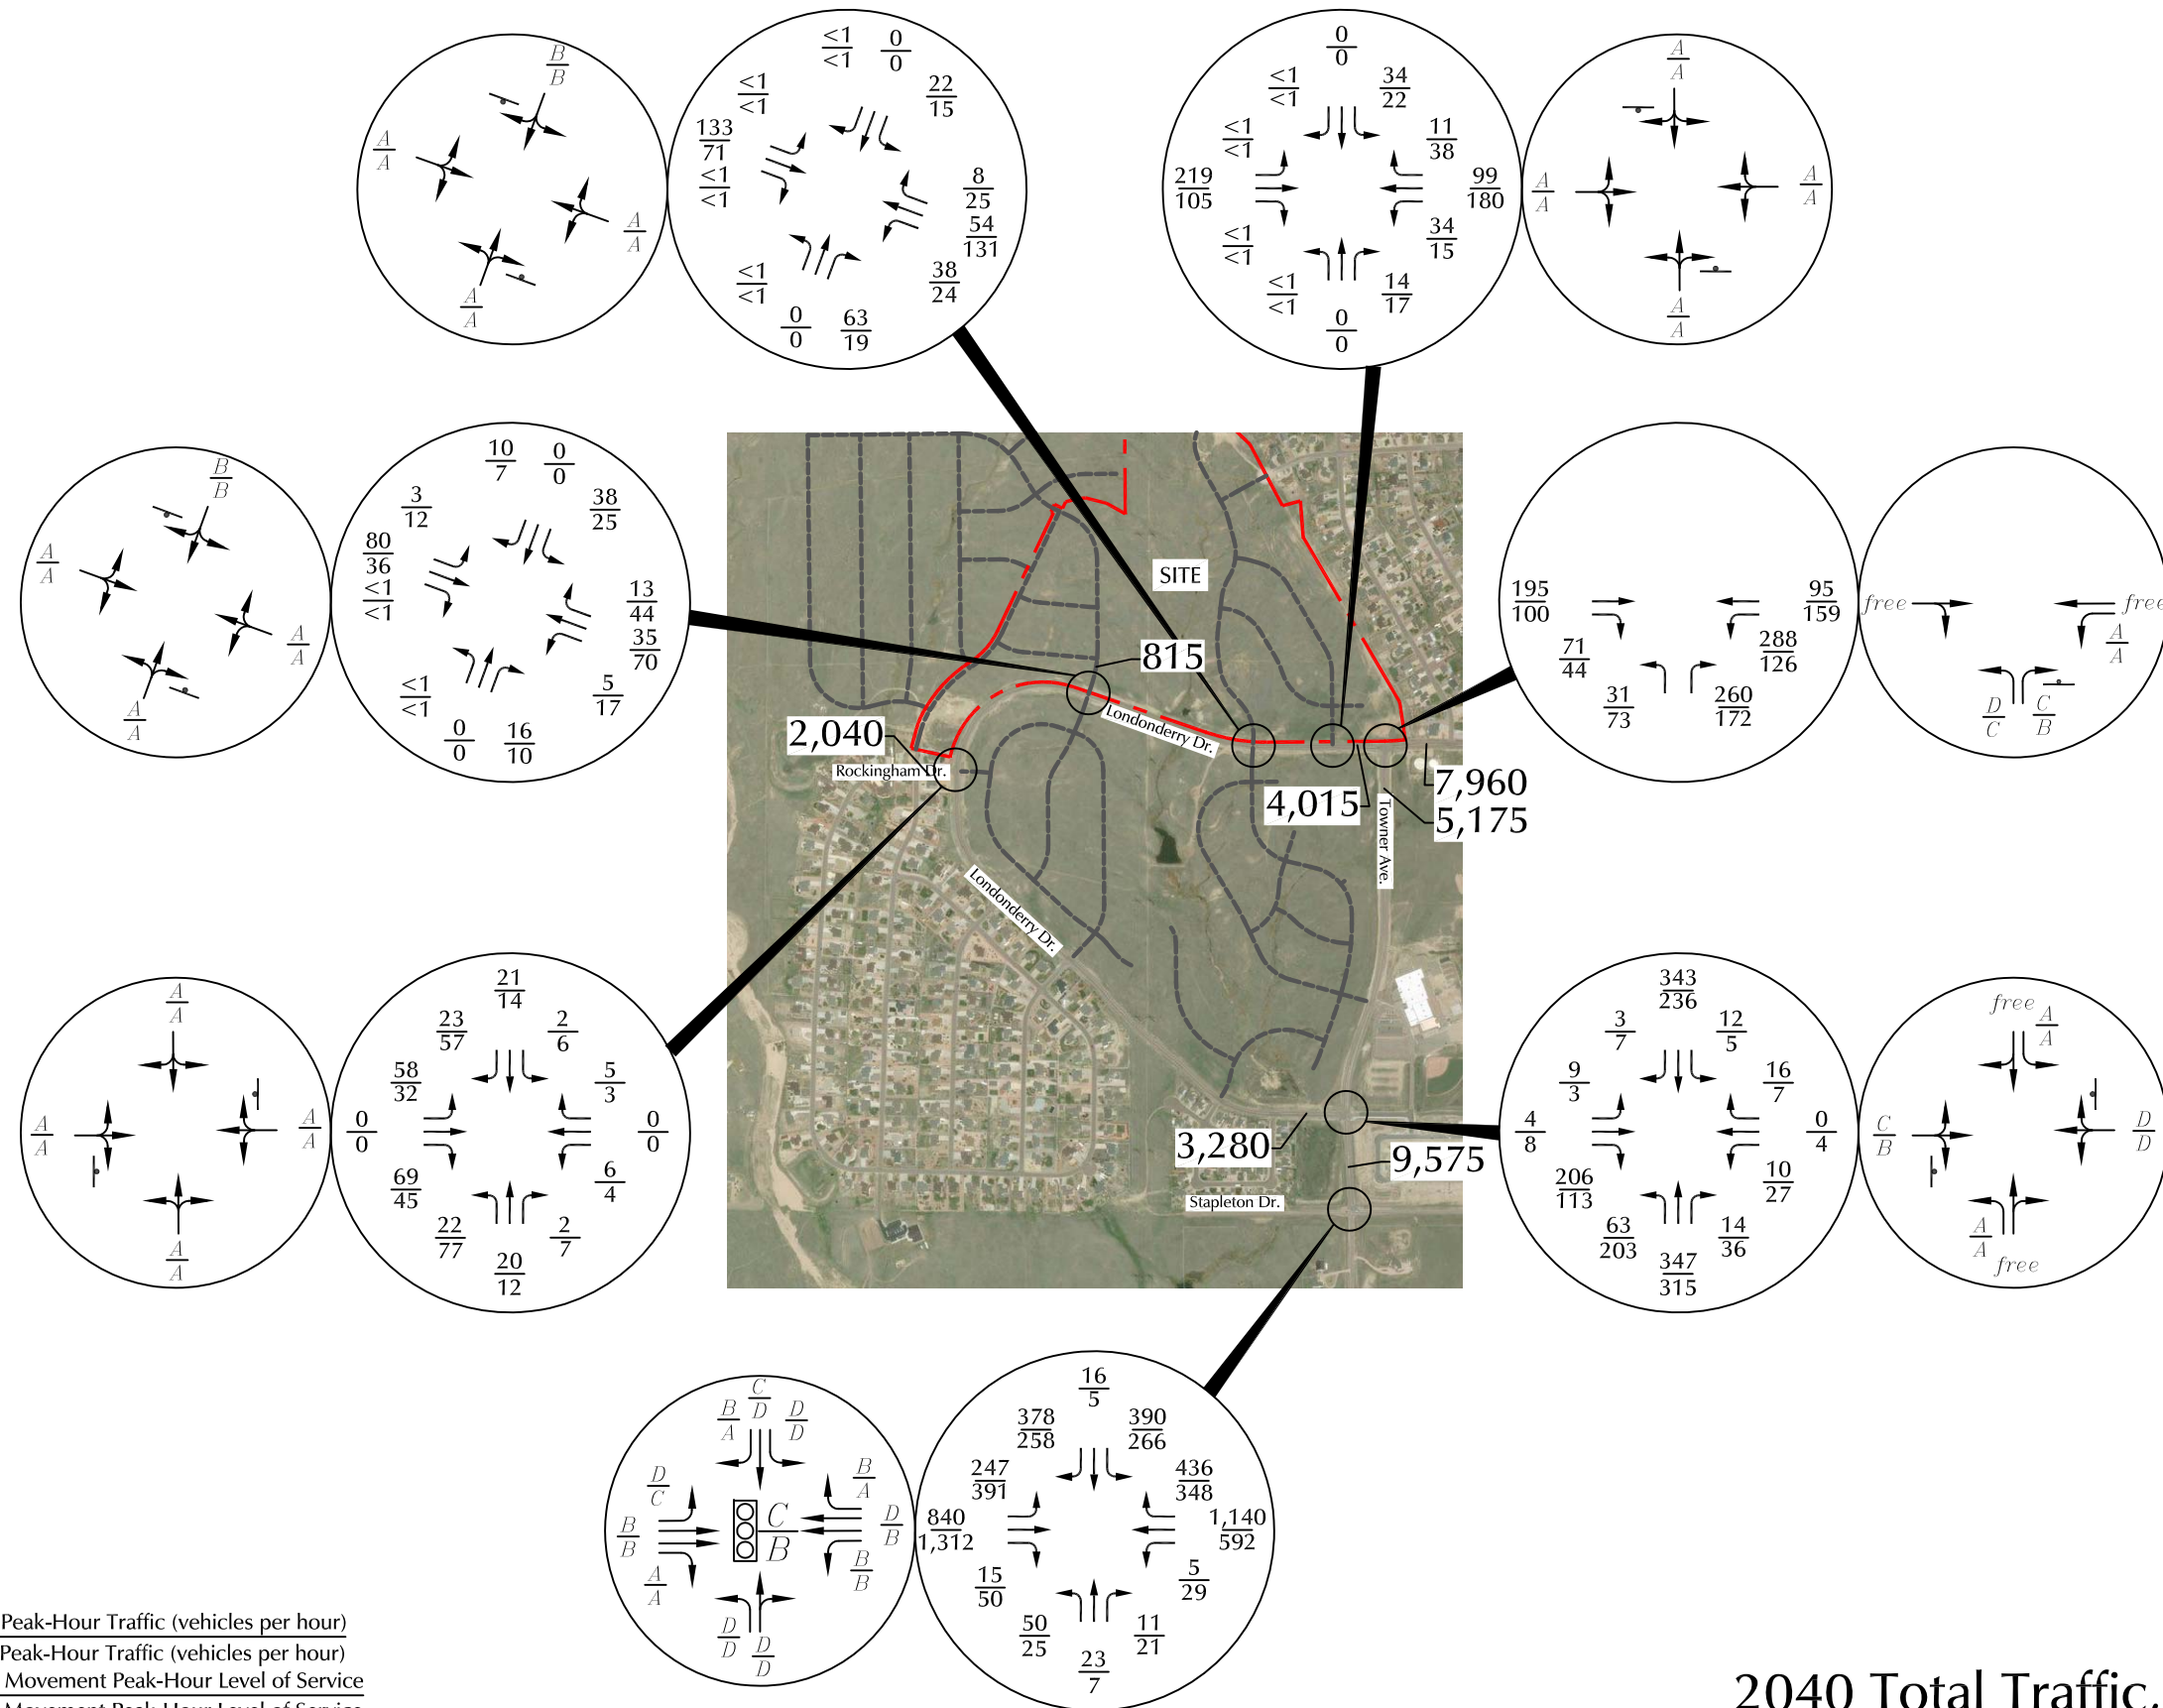 B
B
A
A
A
A
A
A
<1
<1
0
0
22
15
<1
<1
133
71
<1
<1
8
25
54
131
38
24
<1
<1
0
0
63
19
0
0
<1
<1
34
22
<1
<1
11
38
219
105
99
180
<1
<1
34
15
<1
<1
14
17
0
0
A
A
A
A
A
A
A
A
B
B
A
A
A
A
A
A
10
7
0
0
38
25
3
12
80
36
<1
<1
13
44
35
70
5
17
<1
<1
0
0
16
10
195
100
95
159
71
44
288
126
31
73
260
172
free
free
A
A
D
C
C
B
SITE
815
2,040
Londonderry Dr.
Rockingham Dr.
4,015
7,960
5,175
Towner Ave.
Londonderry Dr.
3,280
9,575
Stapleton Dr.
A
A
A
A
A
A
A
A
21
14
23
57
2
6
58
32
5
3
0
0
0
0
69
45
6
4
22
77
2
7
20
12
343
236
3
7
12
5
9
3
16
7
4
8
0
4
206
113
10
27
63
203
14
36
347
315
free
A
A
C
B
D
D
A
A
free
C
D
B
A
D
D
D
C
B
A
B
B
C
B
D
B
A
A
B
B
D
D
D
D
16
5
378
258
390
266
247
391
436
348
840
1,312
1,140
592
15
50
5
29
50
25
11
21
23
7
Peak-Hour Traffic (vehicles per hour)
Peak-Hour Traffic (vehicles per hour)
Movement Peak-Hour Level of Service
Movement Peak-Hour Level of Service
2040 Total Traffic,